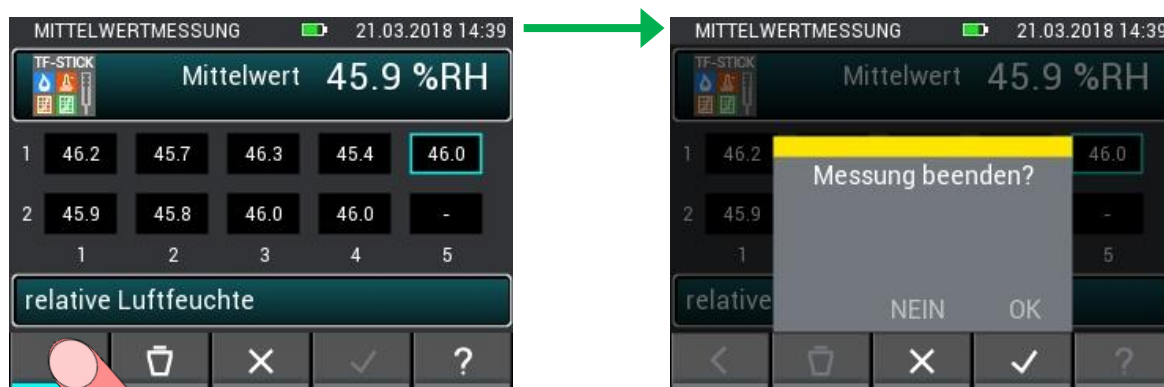 MITTELWERTMESSUNG 21.03.2018 14:39
TF-STICK
Mittelwert 45.9 %RH
1 46.2 45.7 46.3 45.4 46.0
2 45.9 45.8 46.0 46.0 -
1 2 3 4 5
relative Luftfeuchte
?
MITTELWERTMESSUNG 21.03.2018 14:39
TF-STICK
Mittelwert 45.9 %RH
1 46.2 46.0
Messung beenden?
2 45.9 -
1 5
relative
NEIN OK
?